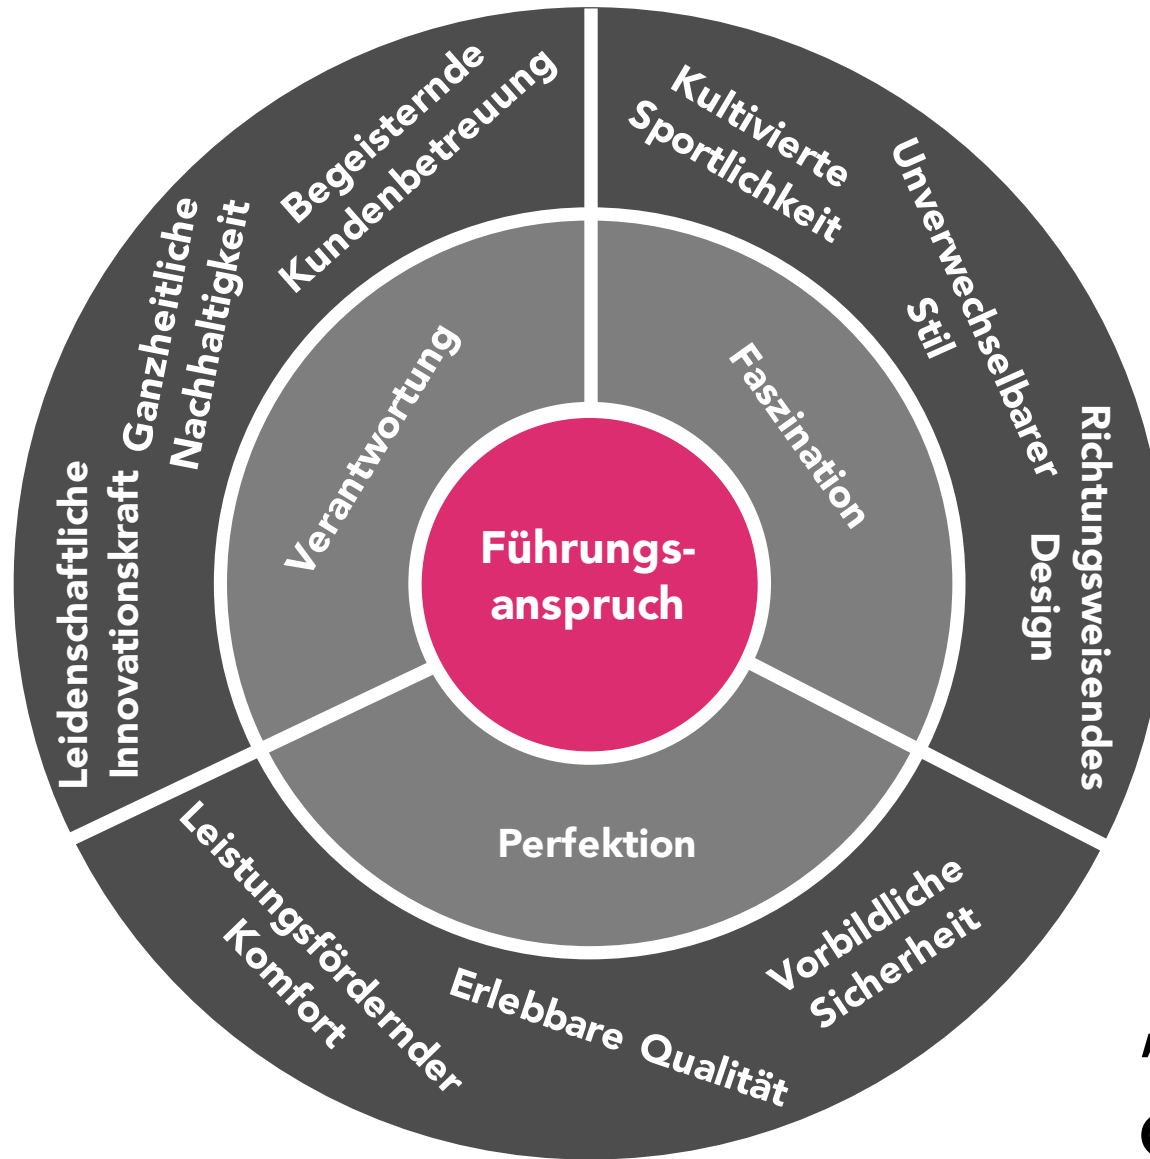 Begeisternde
Kundenbetreuung
Ganzheitliche
Nachhaltigkeit
Leidenschaftliche
Innovationskraft
Verantwortung
Kultivierte
Sportlichkeit
Unverwechselbarer
Stil
Richtungsweisendes
Design
Faszination
Führungs-
anspruch
Perfektion
Leistungsfördernder
Komfort
Erlebbare Qualität
Vorbildliche
Sicherheit